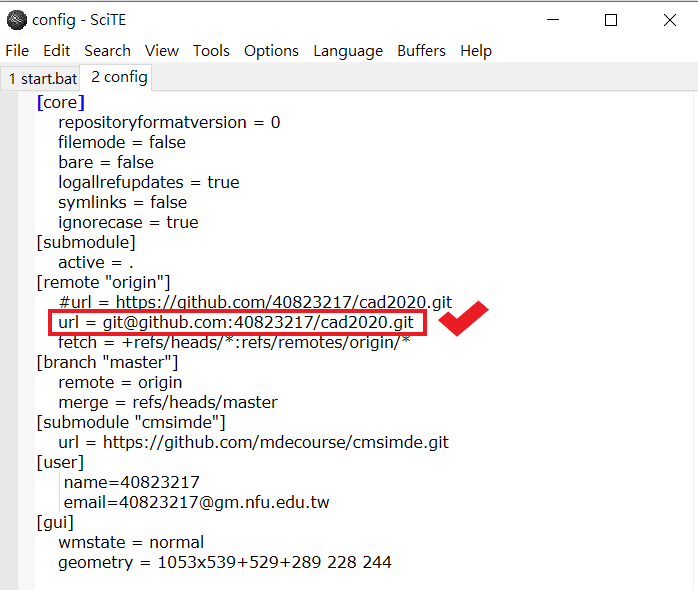 config - SciTE
File Edit Search View Tools Options Language Buffers Help
1 start.bat 2 config
[core]
repositoryformatversion = 0
filemode = false
bare = false
logallrefupdates = true
symlinks = false
ignorecase = true
[submodule]
active = .
[remote "origin"]
#url = https://github.com/40823217/cad2020.git
url = git@github.com:40823217/cad2020.git
fetch = +refs/heads/*:refs/remotes/origin/*
[branch "master"]
remote = origin
merge = refs/heads/master
[submodule "cmsimde"]
url = https://github.com/mdecourse/cmsimde.git
[user]
name=40823217
email=40823217@gm.nfu.edu.tw
[gui]
wmstate = normal
geometry = 1053x539+529+289 228 244